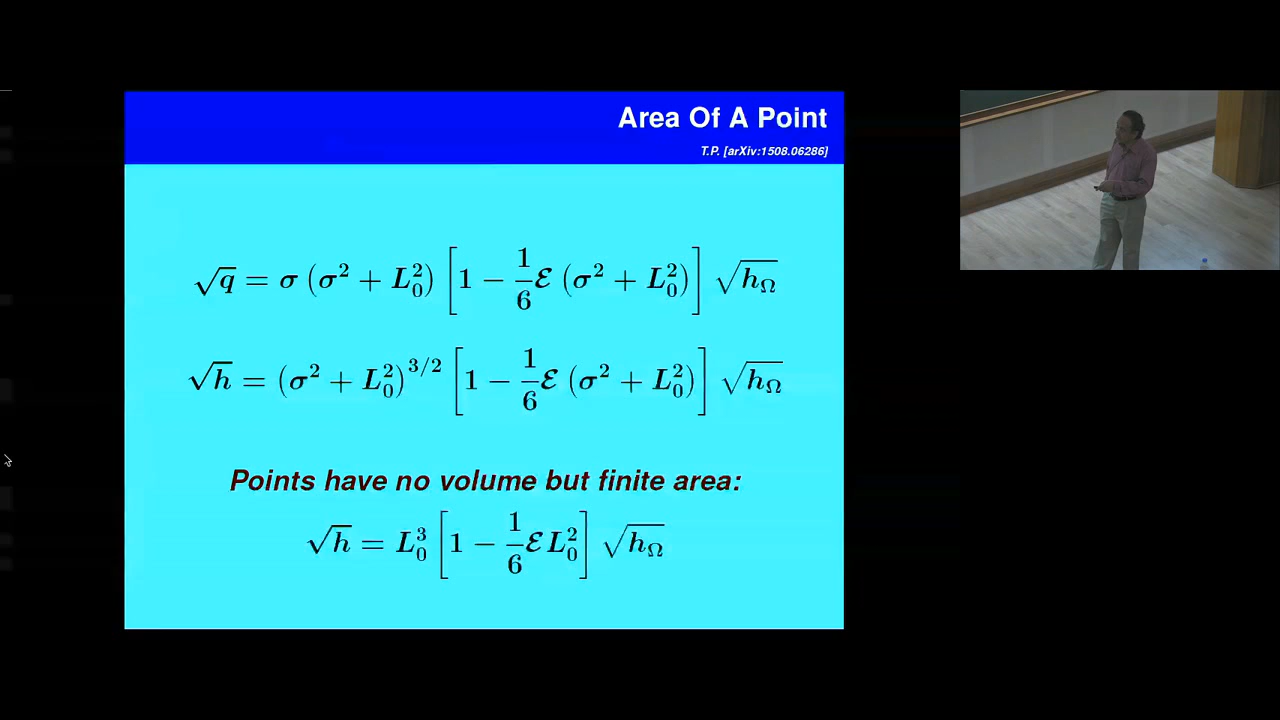 Area Of A Point
T.P. [arXiv:1508.06286]
√q = σ (σ² + L₀²) [1 − 1/6 ℰ (σ² + L₀²)] √h_Ω
√h = (σ² + L₀²)^{3/2} [1 − 1/6 ℰ (σ² + L₀²)] √h_Ω
Points have no volume but finite area:
√h = L₀³ [1 − 1/6 ℰL₀²] √h_Ω